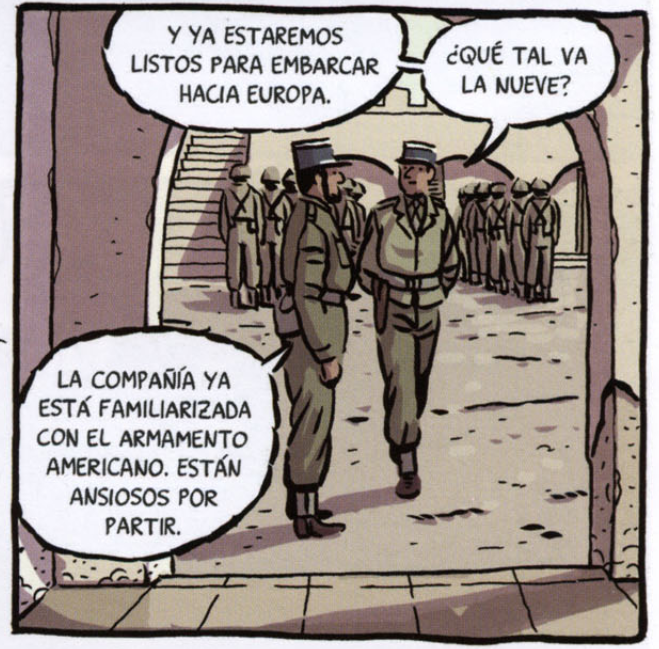 Y YA ESTAREMOS
LISTOS PARA EMBARCAR
HACIA EUROPA.
¿QUÉ TAL VA
LA NUEVE?
LA COMPAÑÍA YA
ESTÁ FAMILIARIZADA
CON EL ARMAMENTO
AMERICANO. ESTÁN
ANSIOSOS POR
PARTIR.